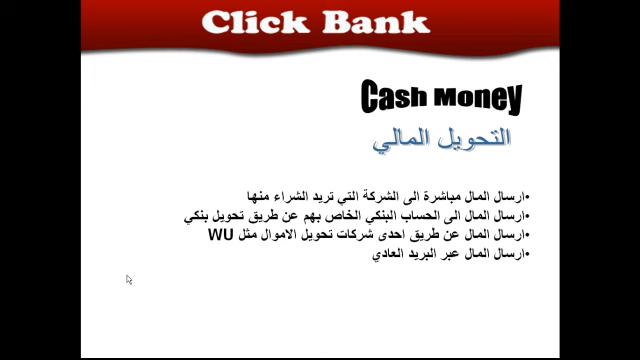 Click Bank
Cash Money
التحويل المالي
•ارسال المال مباشرة الى الشركة التي تريد الشراء منها
•ارسال المال الى الحساب البنكي الخاص بهم عن طريق تحويل بنكي
•ارسال المال عن طريق احدى شركات تحويل الاموال مثل WU
•ارسال المال عبر البريد العادي